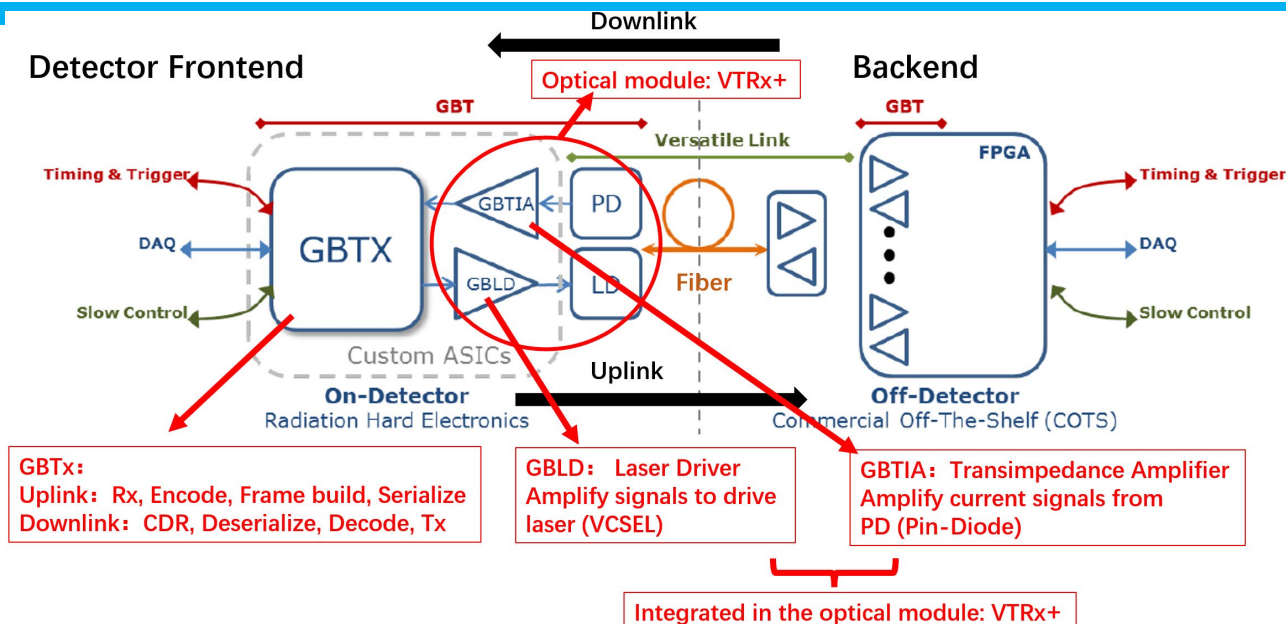 Downlink
Detector Frontend
Backend
Optical module: VTRx+
GBT
GBT
Versatile Link
FPGA
Timing & Trigger
Timing & Trigger
GBTIA
PD
DAQ
GBTX
DAQ
GBLD
LD
Fiber
Slow Control
Slow Control
Custom ASICs
Uplink
On-Detector
Off-Detector
Radiation Hard Electronics
Commercial Off-The-Shelf (COTS)
GBTx：
Uplink：Rx, Encode, Frame build, Serialize
Downlink：CDR, Deserialize, Decode, Tx
GBLD： Laser Driver
Amplify signals to drive
laser (VCSEL)
GBTIA：Transimpedance Amplifier
Amplify current signals from
PD (Pin-Diode)
Integrated in the optical module: VTRx+